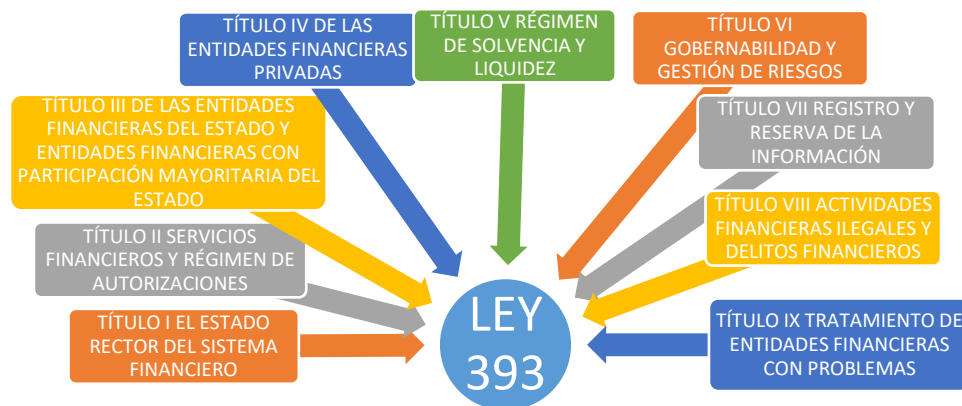 TÍTULO IV DE LAS
ENTIDADES FINANCIERAS
PRIVADAS
TÍTULO V RÉGIMEN
DE SOLVENCIA Y
LIQUIDEZ
TÍTULO VI
GOBERNABILIDAD Y
GESTIÓN DE RIESGOS
TÍTULO III DE LAS ENTIDADES
FINANCIERAS DEL ESTADO Y
ENTIDADES FINANCIERAS CON
PARTICIPACIÓN MAYORITARIA DEL
ESTADO
TÍTULO VII REGISTRO Y
RESERVA DE LA
INFORMACIÓN
TÍTULO II SERVICIOS
FINANCIEROS Y RÉGIMEN DE
AUTORIZACIONES
TÍTULO VIII ACTIVIDADES
FINANCIERAS ILEGALES Y
DELITOS FINANCIEROS
TÍTULO I EL ESTADO
RECTOR DEL SISTEMA
FINANCIERO
LEY
393
TÍTULO IX TRATAMIENTO DE
ENTIDADES FINANCIERAS
CON PROBLEMAS